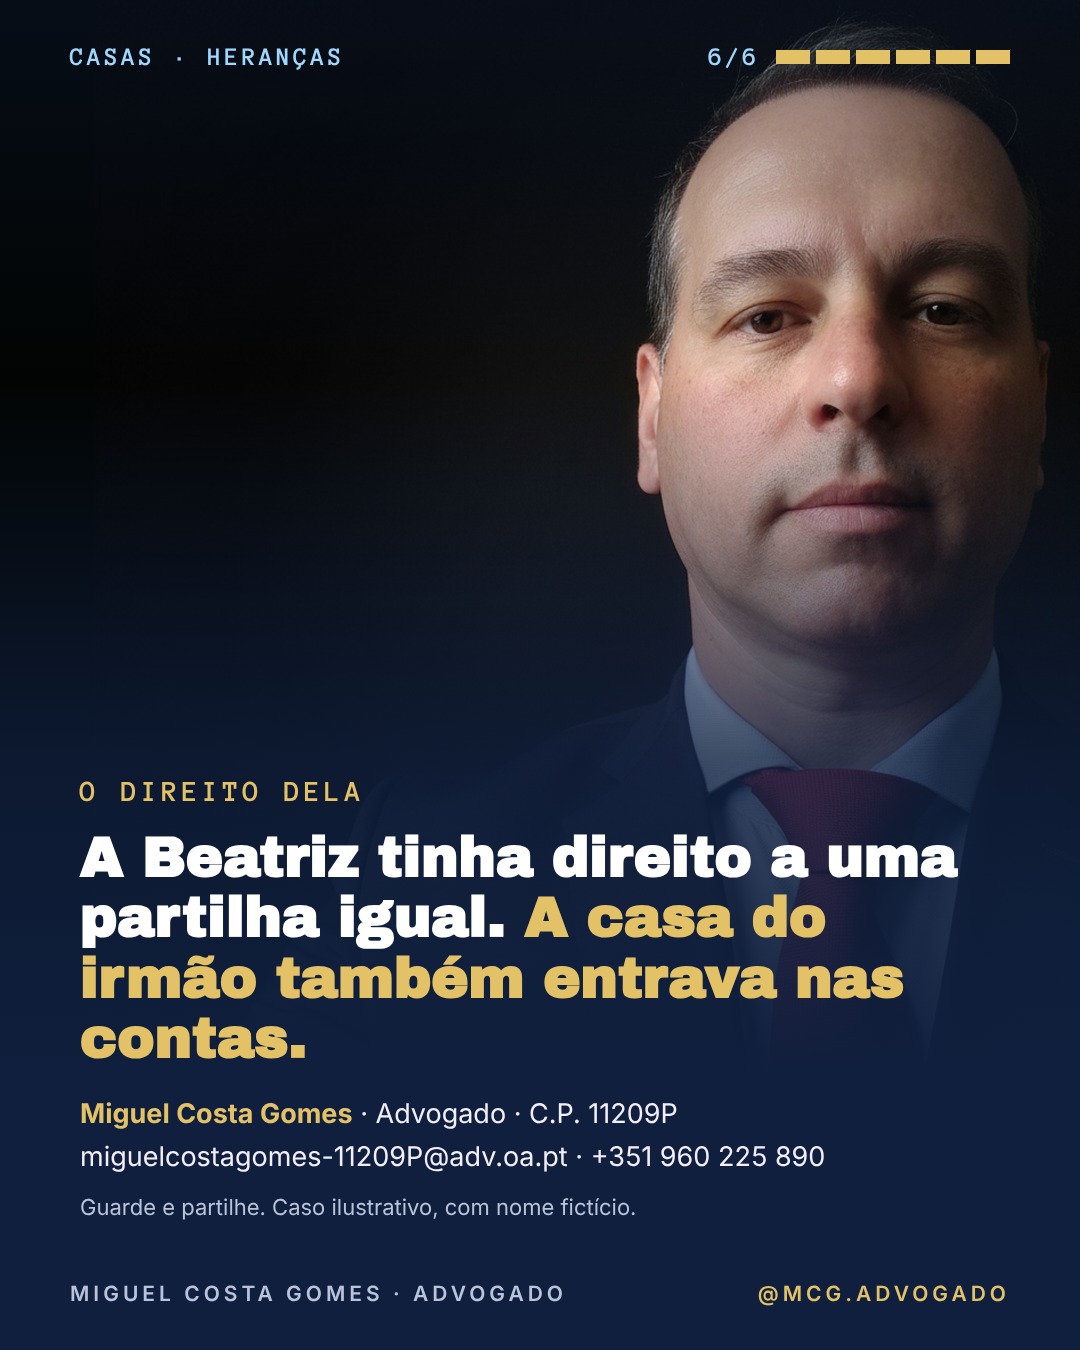 CASAS · HERANÇAS
6/6
O DIREITO DELA
A Beatriz tinha direito a uma
partilha igual. A casa do
irmão também entrava nas
contas.
Miguel Costa Gomes · Advogado · C.P. 11209P
miguelcostagomes-11209P@adv.oa.pt · +351 960 225 890
Guarde e partilhe. Caso ilustrativo, com nome fictício.
MIGUEL COSTA GOMES · ADVOGADO
@MCG.ADVOGADO